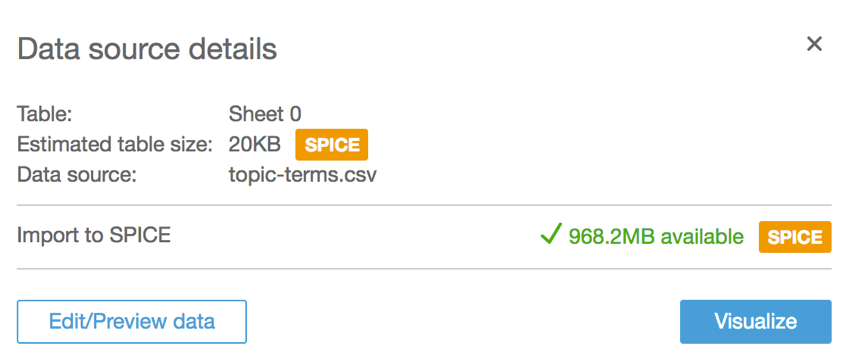 Data source details
Table: Sheet 0
Estimated table size: 20KB SPICE
Data source: topic-terms.csv
Import to SPICE 968.2MB available SPICE
Edit/Preview data Visualize